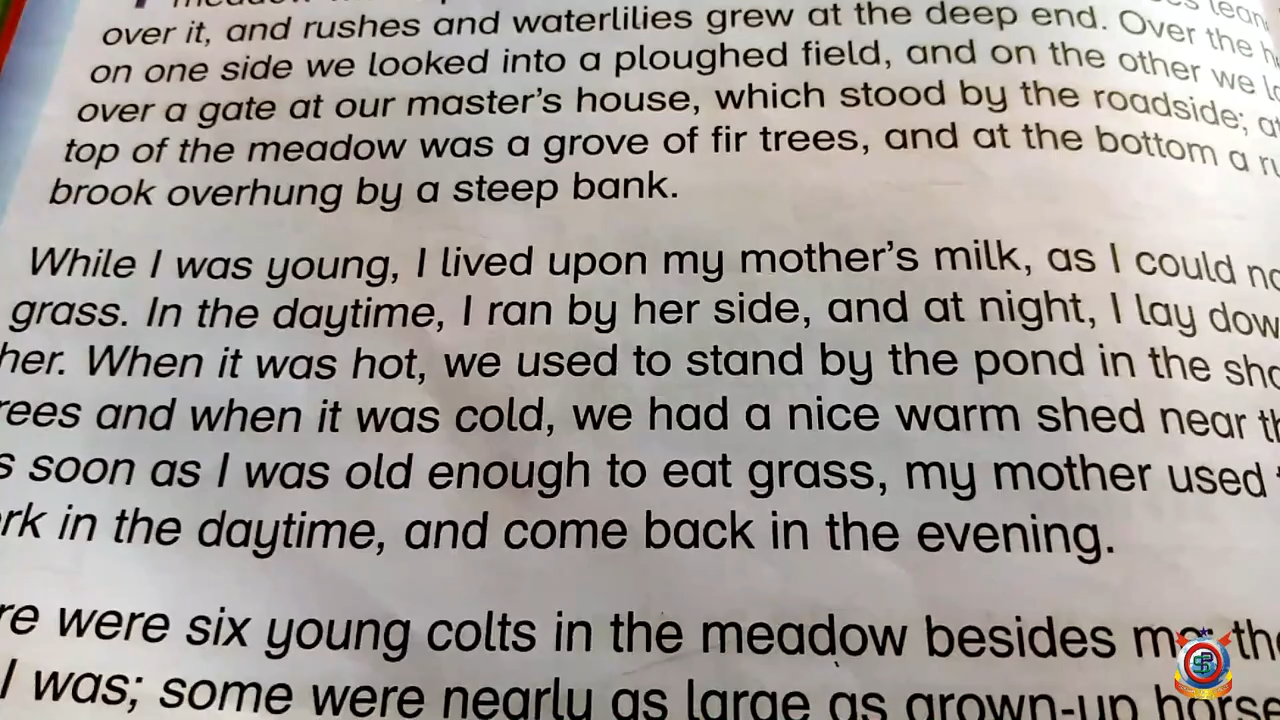 over it, and rushes and waterlilies grew at the deep end. Over the
on one side we looked into a ploughed field, and on the other we
over a gate at our master's house, which stood by the roadside;
top of the meadow was a grove of fir trees, and at the bottom a
brook overhung by a steep bank.
While I was young, I lived upon my mother's milk, as I could
grass. In the daytime, I ran by her side, and at night, I lay
her. When it was hot, we used to stand by the pond in the
and when it was cold, we had a nice warm shed near
soon as I was old enough to eat grass, my mother used
in the daytime, and come back in the evening.
were six young colts in the meadow besides
I was; some were nearly as large as grown-up